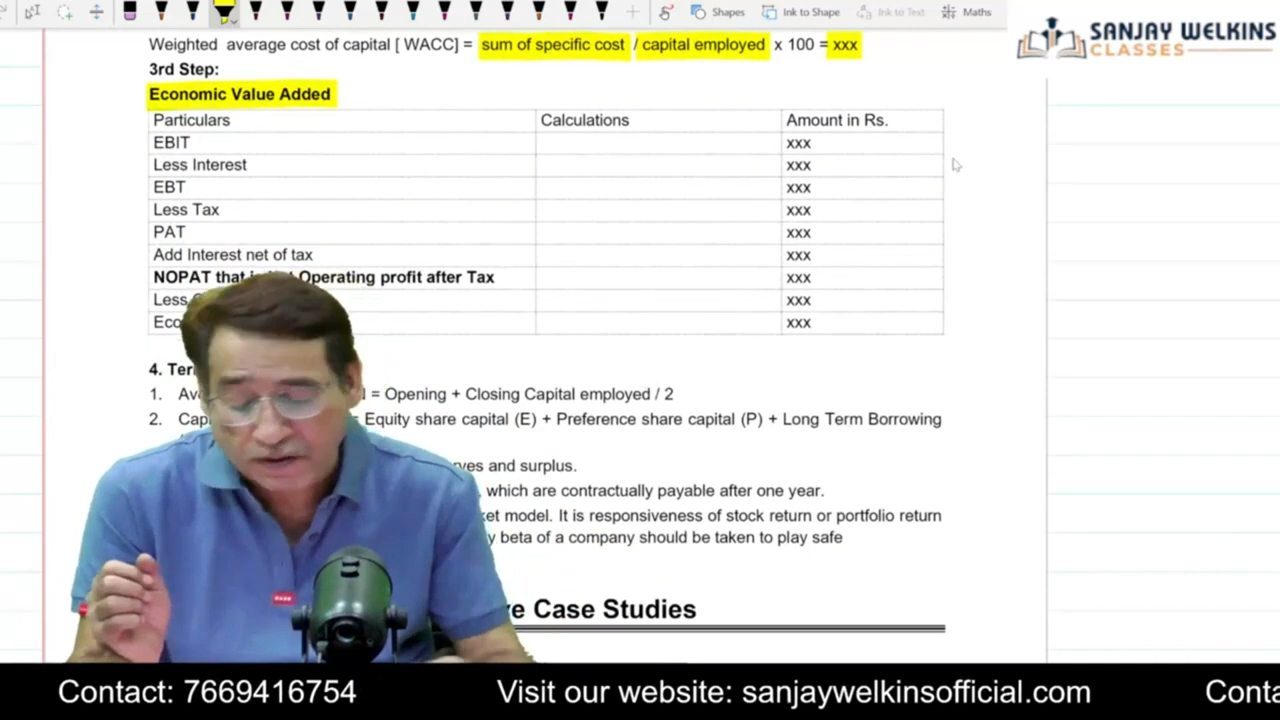 Shapes Ink to Shape Ink to Text Maths
SANJAY WELKINS
CLASSES
Weighted average cost of capital [ WACC] = sum of specific cost / capital employed x 100 = xxx
3rd Step:
Economic Value Added
Particulars Calculations Amount in Rs.
EBIT xxx
Less Interest xxx
EBT xxx
Less Tax xxx
PAT xxx
Add Interest net of tax xxx
NOPAT that Operating profit after Tax xxx
Less xxx
xxx
4.
1. = Opening + Closing Capital employed / 2
2. Equity share capital (E) + Preference share capital (P) + Long Term Borrowing
and surplus.
, which are contractually payable after one year.
model. It is responsiveness of stock return or portfolio return
beta of a company should be taken to play safe
Case Studies
Contact: 7669416754 Visit our website: sanjaywelkinsofficial.com